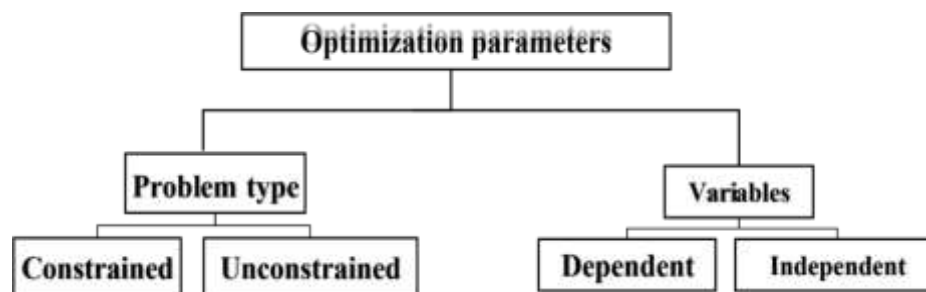 Optimization parameters
Problem type
Variables
Constrained
Unconstrained
Dependent
Independent